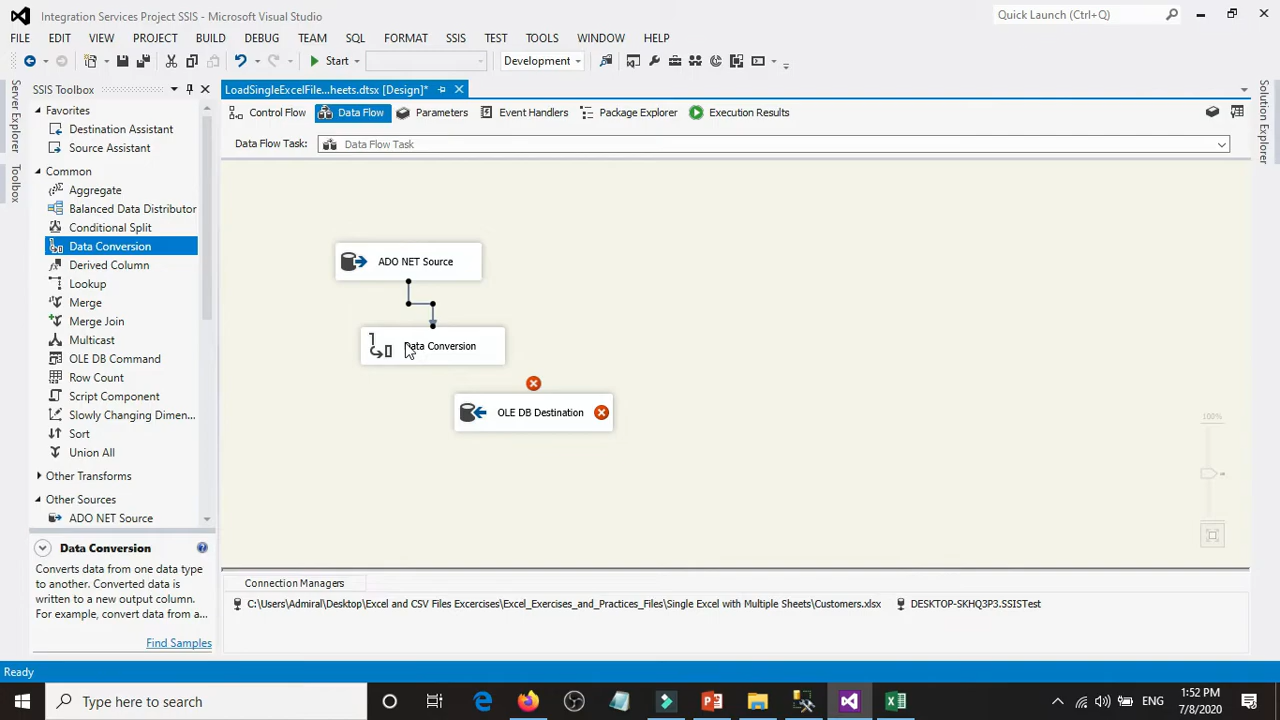 Integration Services Project SSIS - Microsoft Visual Studio
Quick Launch (Ctrl+Q)
FILE EDIT VIEW PROJECT BUILD DEBUG TEAM SQL FORMAT SSIS TEST TOOLS WINDOW HELP
Start
Development
SSIS Toolbox
LoadSingleExcelFile...heets.dtsx [Design]*
Server Explorer
Toolbox
Solution Explorer
Favorites
Destination Assistant
Source Assistant
Common
Aggregate
Balanced Data Distributor
Conditional Split
Data Conversion
Derived Column
Lookup
Merge
Merge Join
Multicast
OLE DB Command
Row Count
Script Component
Slowly Changing Dimen...
Sort
Union All
Other Transforms
Other Sources
ADO NET Source
Data Conversion
Converts data from one data type
to another. Converted data is
written to a new output column.
For example, convert data from a...
Find Samples
Control Flow
Data Flow
Parameters
Event Handlers
Package Explorer
Execution Results
Data Flow Task:
Data Flow Task
ADO NET Source
Data Conversion
OLE DB Destination
100%
Connection Managers
C:\Users\Admiral\Desktop\Excel and CSV Files Excercises\Excel_Exercises_and_Practices_Files\Single Excel with Multiple Sheets\Customers.xlsx
DESKTOP-SKHQ3P3.SSISTest
Ready
Type here to search
ENG
1:52 PM
7/8/2020